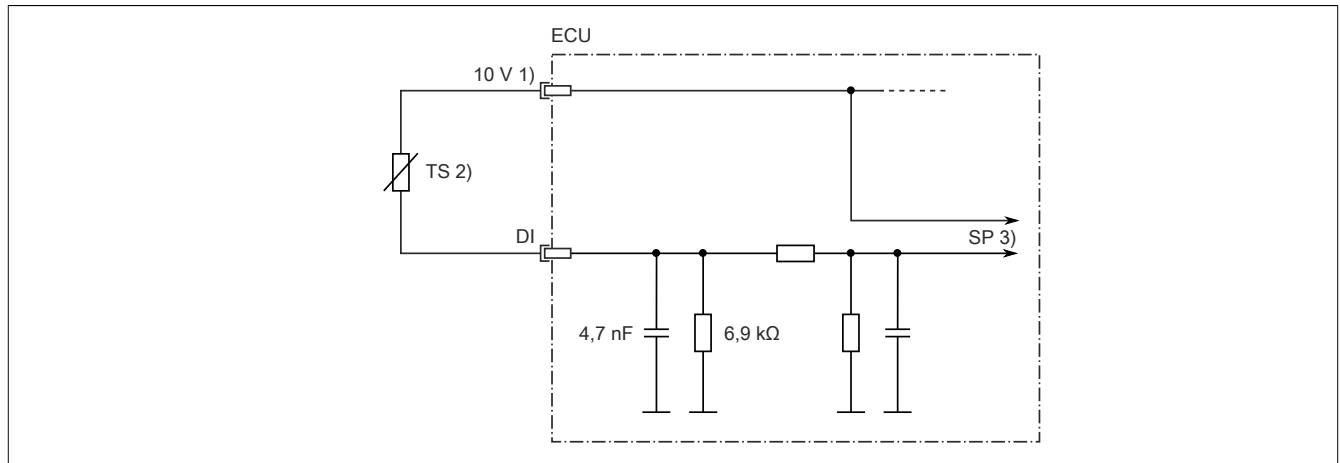 ECU
10 V 1)
TS 2)
DI
SP 3)
4,7 nF
6,9 kΩ